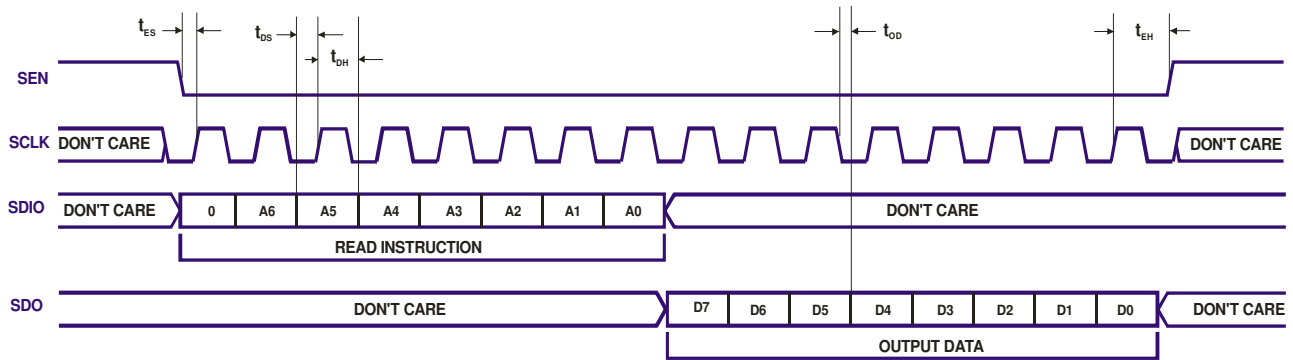 tES
tDS
tDH
tOD
tEH
SEN
SCLK DON'T CARE DON'T CARE
SDIO DON'T CARE 0 A6 A5 A4 A3 A2 A1 A0 DON'T CARE
READ INSTRUCTION
SDO DON'T CARE D7 D6 D5 D4 D3 D2 D1 D0 DON'T CARE
OUTPUT DATA